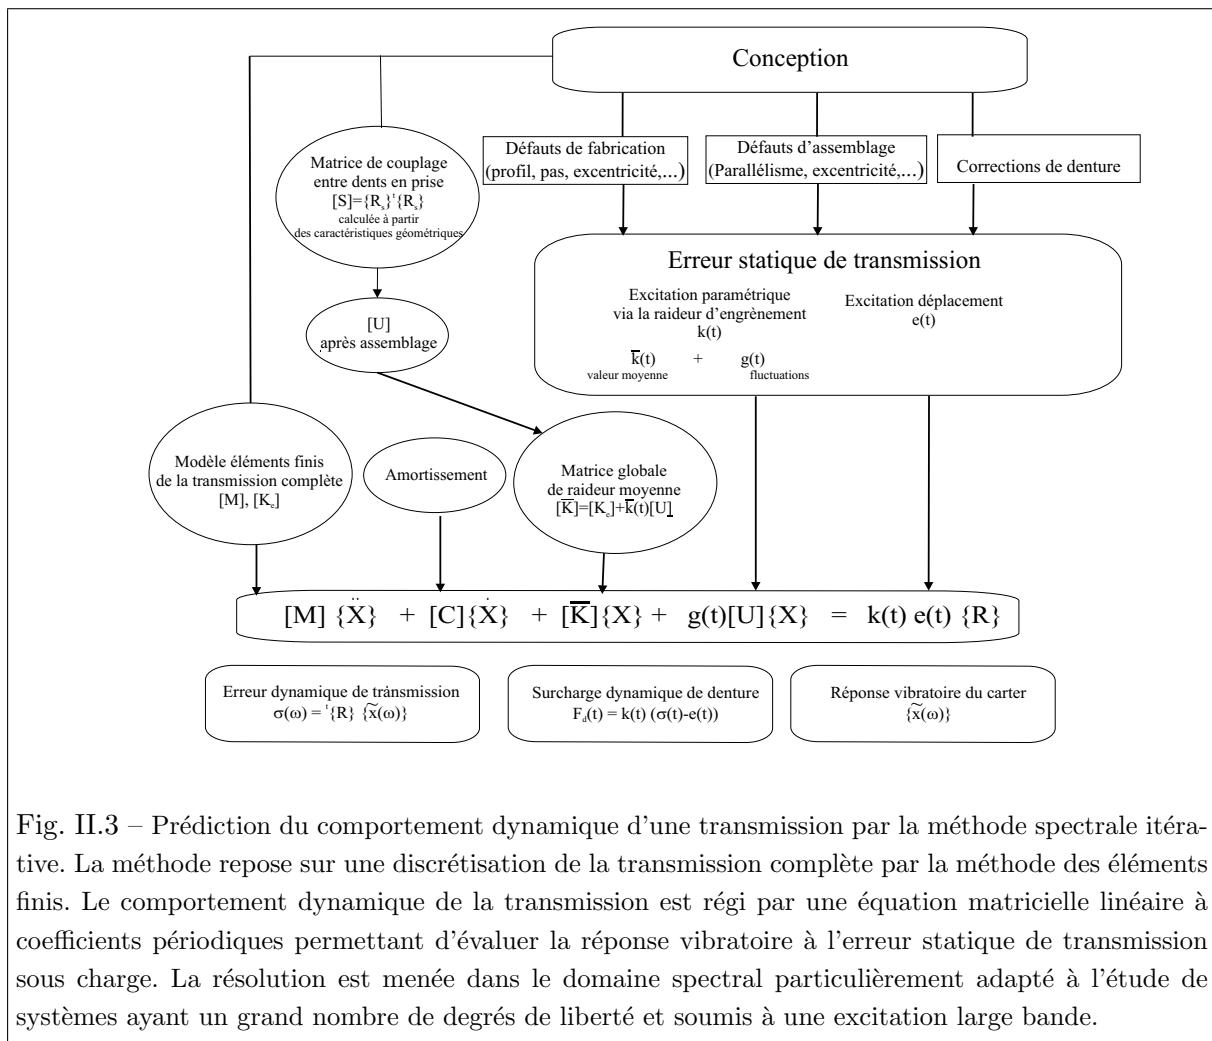 Conception
Défauts de fabrication
(profil, pas, excentricité,...)
Défauts d'assemblage
(Parallélisme, excentricité,...)
Corrections de denture
Matrice de couplage
entre dents en prise
[S]={Rₛ}ᵗ{Rₛ}
calculée à partir
des caractéristiques géométriques
Erreur statique de transmission
Excitation paramétrique
via la raideur d'engrènement
k(t)
k̅(t) + g(t)
valeur moyenne fluctuations
Excitation déplacement
e(t)
[U]
après assemblage
Modèle éléments finis
de la transmission complète
[M], [Kₑ]
Amortissement
Matrice globale
de raideur moyenne
[K̅]=[Kₑ]+k̅(t)[U]
[M] {Ẍ} + [C]{Ẋ} + [K̅]{X} + g(t)[U]{X} = k(t) e(t) {R}
Erreur dynamique de transmission
σ(ω) = ᵗ{R} {x̃(ω)}
Surcharge dynamique de denture
F_d(t) = k(t) (σ(t)-e(t))
Réponse vibratoire du carter
{x̃(ω)}
Fig. II.3 – Prédiction du comportement dynamique d'une transmission par la méthode spectrale itéra-
tive. La méthode repose sur une discrétisation de la transmission complète par la méthode des éléments
finis. Le comportement dynamique de la transmission est régi par une équation matricielle linéaire à
coefficients périodiques permettant d'évaluer la réponse vibratoire à l'erreur statique de transmission
sous charge. La résolution est menée dans le domaine spectral particulièrement adapté à l'étude de
systèmes ayant un grand nombre de degrés de liberté et soumis à une excitation large bande.